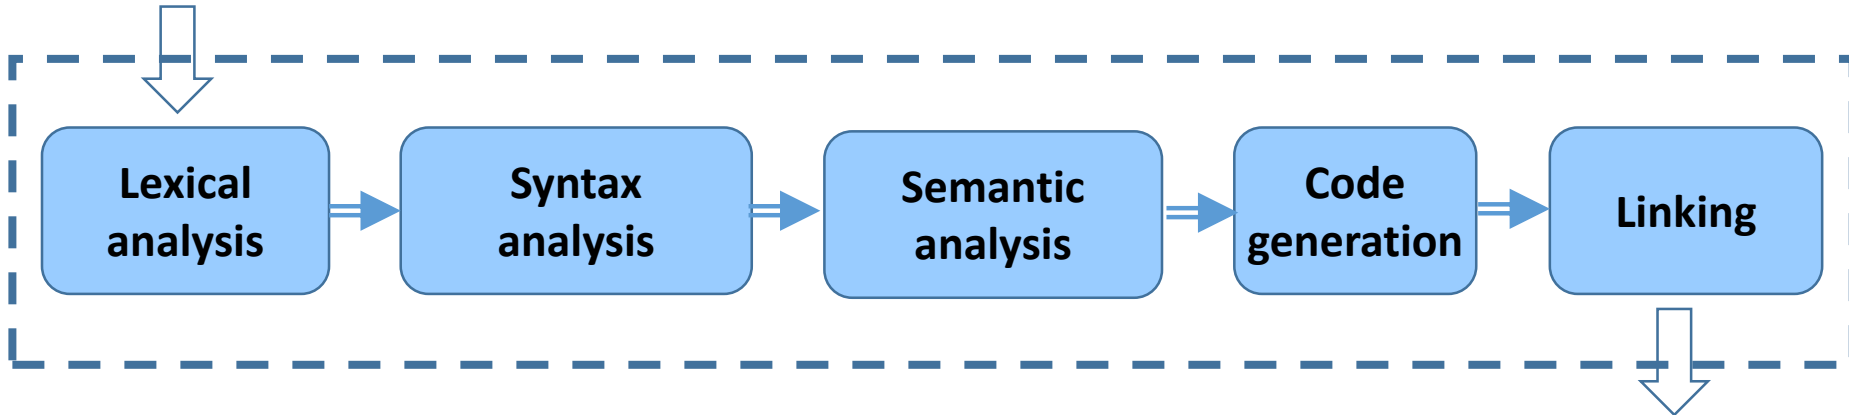 Lexical
analysis
Syntax
analysis
Semantic
analysis
Code
generation
Linking